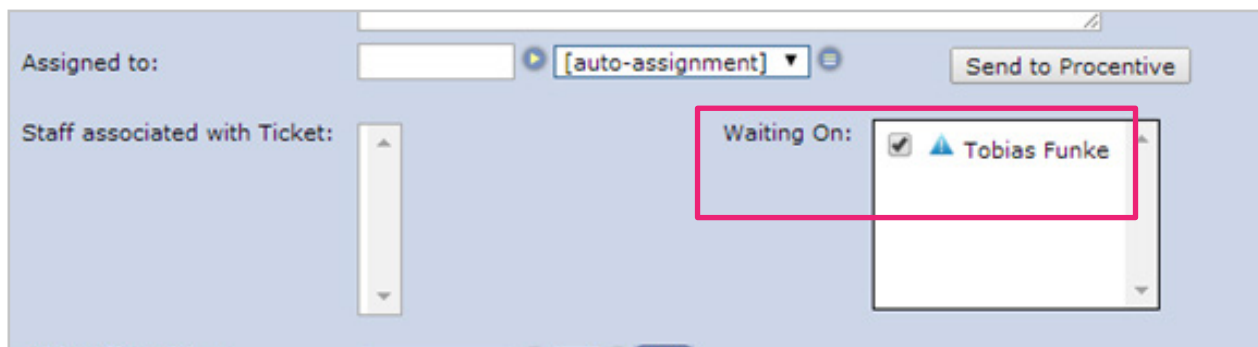 Assigned to:
[auto-assignment]
Send to Procentive
Staff associated with Ticket:
Waiting On:
Tobias Funke